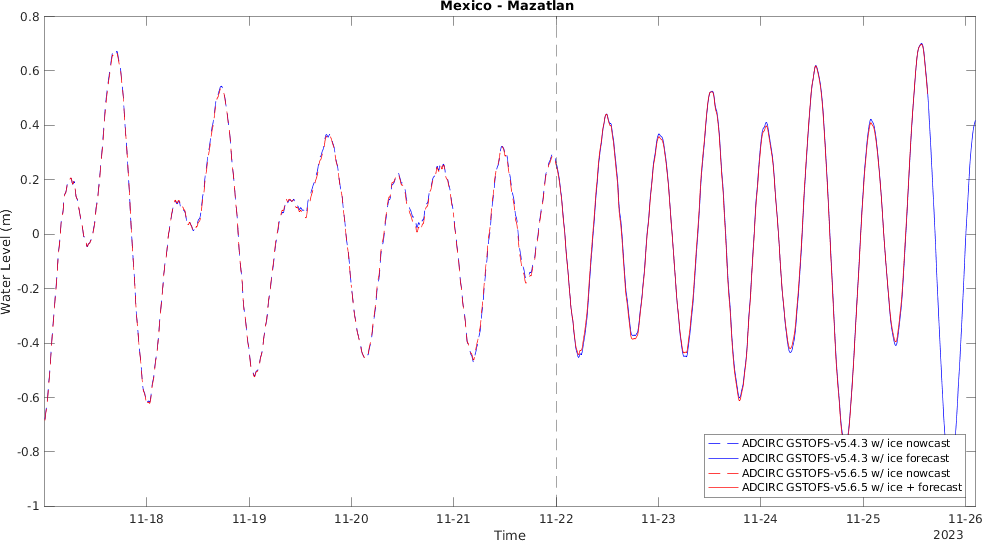 Mexico - Mazatlan
0.8
0.6
0.4
0.2
0
-0.2
-0.4
-0.6
-0.8
-1
Water Level (m)
ADCIRC GSTOFS-v5.4.3 w/ ice nowcast
ADCIRC GSTOFS-v5.4.3 w/ ice forecast
ADCIRC GSTOFS-v5.6.5 w/ ice nowcast
ADCIRC GSTOFS-v5.6.5 w/ ice + forecast
11-18 11-19 11-20 11-21 11-22 11-23 11-24 11-25 11-26
Time
2023